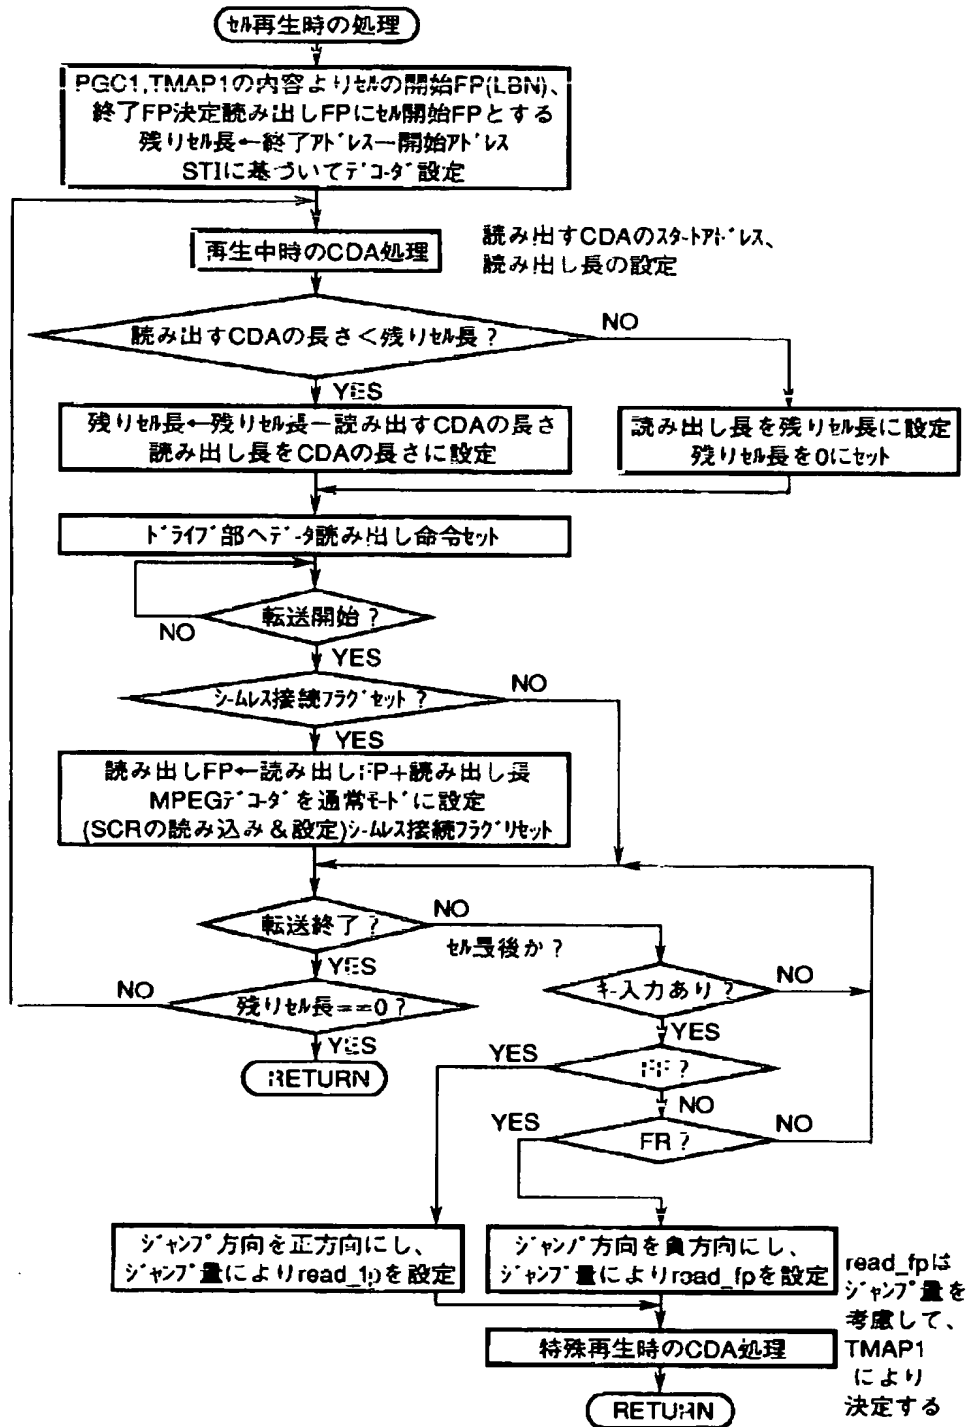 ｾﾙ再生時の処理
PGC1,TMAP1の内容よりｾﾙの開始FP(LBN)、
終了FP決定読み出しFPにｾﾙ開始FPとする
残りｾﾙ長←終了ｱﾄﾞﾚｽ－開始ｱﾄﾞﾚｽ
STIに基づいてﾃﾞｺｰﾀﾞ設定
再生中時のCDA処理
読み出すCDAのｽﾀｰﾄｱﾄﾞﾚｽ、
読み出し長の設定
読み出すCDAの長さ＜残りｾﾙ長？
NO
YES
残りｾﾙ長←残りｾﾙ長－読み出すCDAの長さ
読み出し長をCDAの長さに設定
読み出し長を残りｾﾙ長に設定
残りｾﾙ長を0にｾｯﾄ
ﾄﾞﾗｲﾌﾞ部へﾃﾞｰﾀ読み出し命令ｾｯﾄ
転送開始？
NO
YES
ｼｰﾑﾚｽ接続ﾌﾗｸﾞｾｯﾄ？
NO
YES
読み出しFP←読み出しFP+読み出し長
MPEGﾃﾞｺｰﾀﾞを通常ﾓｰﾄﾞに設定
(SCRの読み込み＆設定)ｼｰﾑﾚｽ接続ﾌﾗｸﾞﾘｾｯﾄ
転送終了？
NO
ｾﾙ最後か？
YES
NO
残りｾﾙ長==0？
YES
RETURN
ｷｰ入力あり？
NO
YES
FF？
YES
NO
FR？
YES
NO
ｼﾞｬﾝﾌﾟ方向を正方向にし、
ｼﾞｬﾝﾌﾟ量によりread_fpを設定
ｼﾞｬﾝﾌﾟ方向を負方向にし、
ｼﾞｬﾝﾌﾟ量によりread_fpを設定
read_fpは
ｼﾞｬﾝﾌﾟ量を
考慮して、
TMAP1
により
決定する
特殊再生時のCDA処理
RETURN